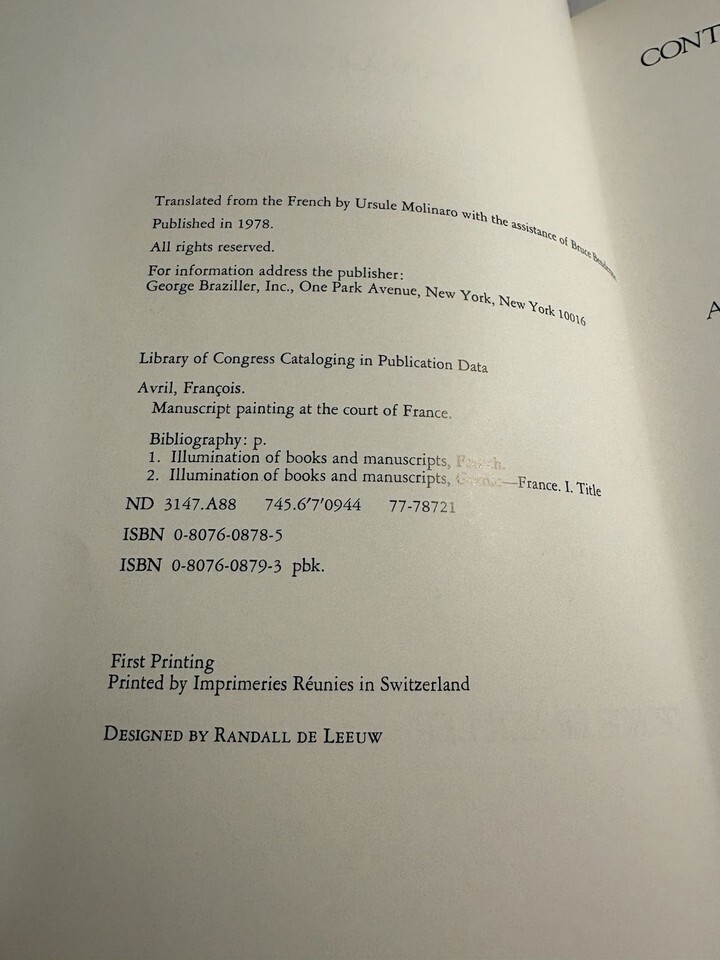 Translated from the French by Ursule Molinaro with the assistance of Bruce
Published in 1978.
All rights reserved.
For information address the publisher:
George Braziller, Inc., One Park Avenue, New York, New York 10016
Library of Congress Cataloging in Publication Data
Avril, François.
Manuscript painting at the court of France.
Bibliography: p.
1. Illumination of books and manuscripts, French.
2. Illumination of books and manuscripts, —France. I. Title
ND 3147.A88 745.6'7'0944 77-78721
ISBN 0-8076-0878-5
ISBN 0-8076-0879-3 pbk.
First Printing
Printed by Imprimeries Réunies in Switzerland
DESIGNED BY RANDALL DE LEEUW
CONT
A